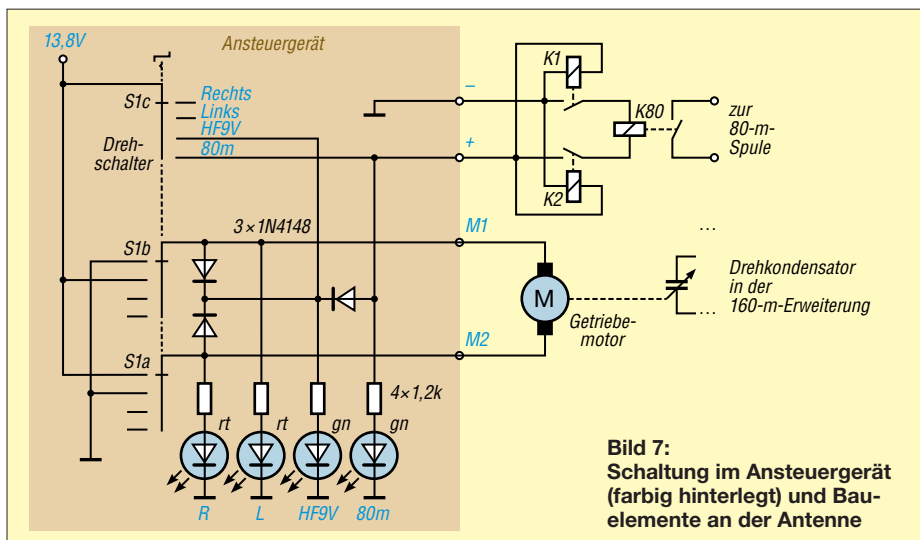 13,8V
Ansteuergerät
S1c
Rechts
Links
HF9V
80m
Dreh-
schalter
–
+
K1
K80
K2
zur
80-m-
Spule
3×1N4148
M1
S1b
M
Getriebe-
motor
...
Drehkondensator
in der
160-m-Erweiterung
...
M2
S1a
4×1,2k
rt
rt
gn
gn
R
L
HF9V
80m
Bild 7:
Schaltung im Ansteuergerät
(farbig hinterlegt) und Bau-
elemente an der Antenne